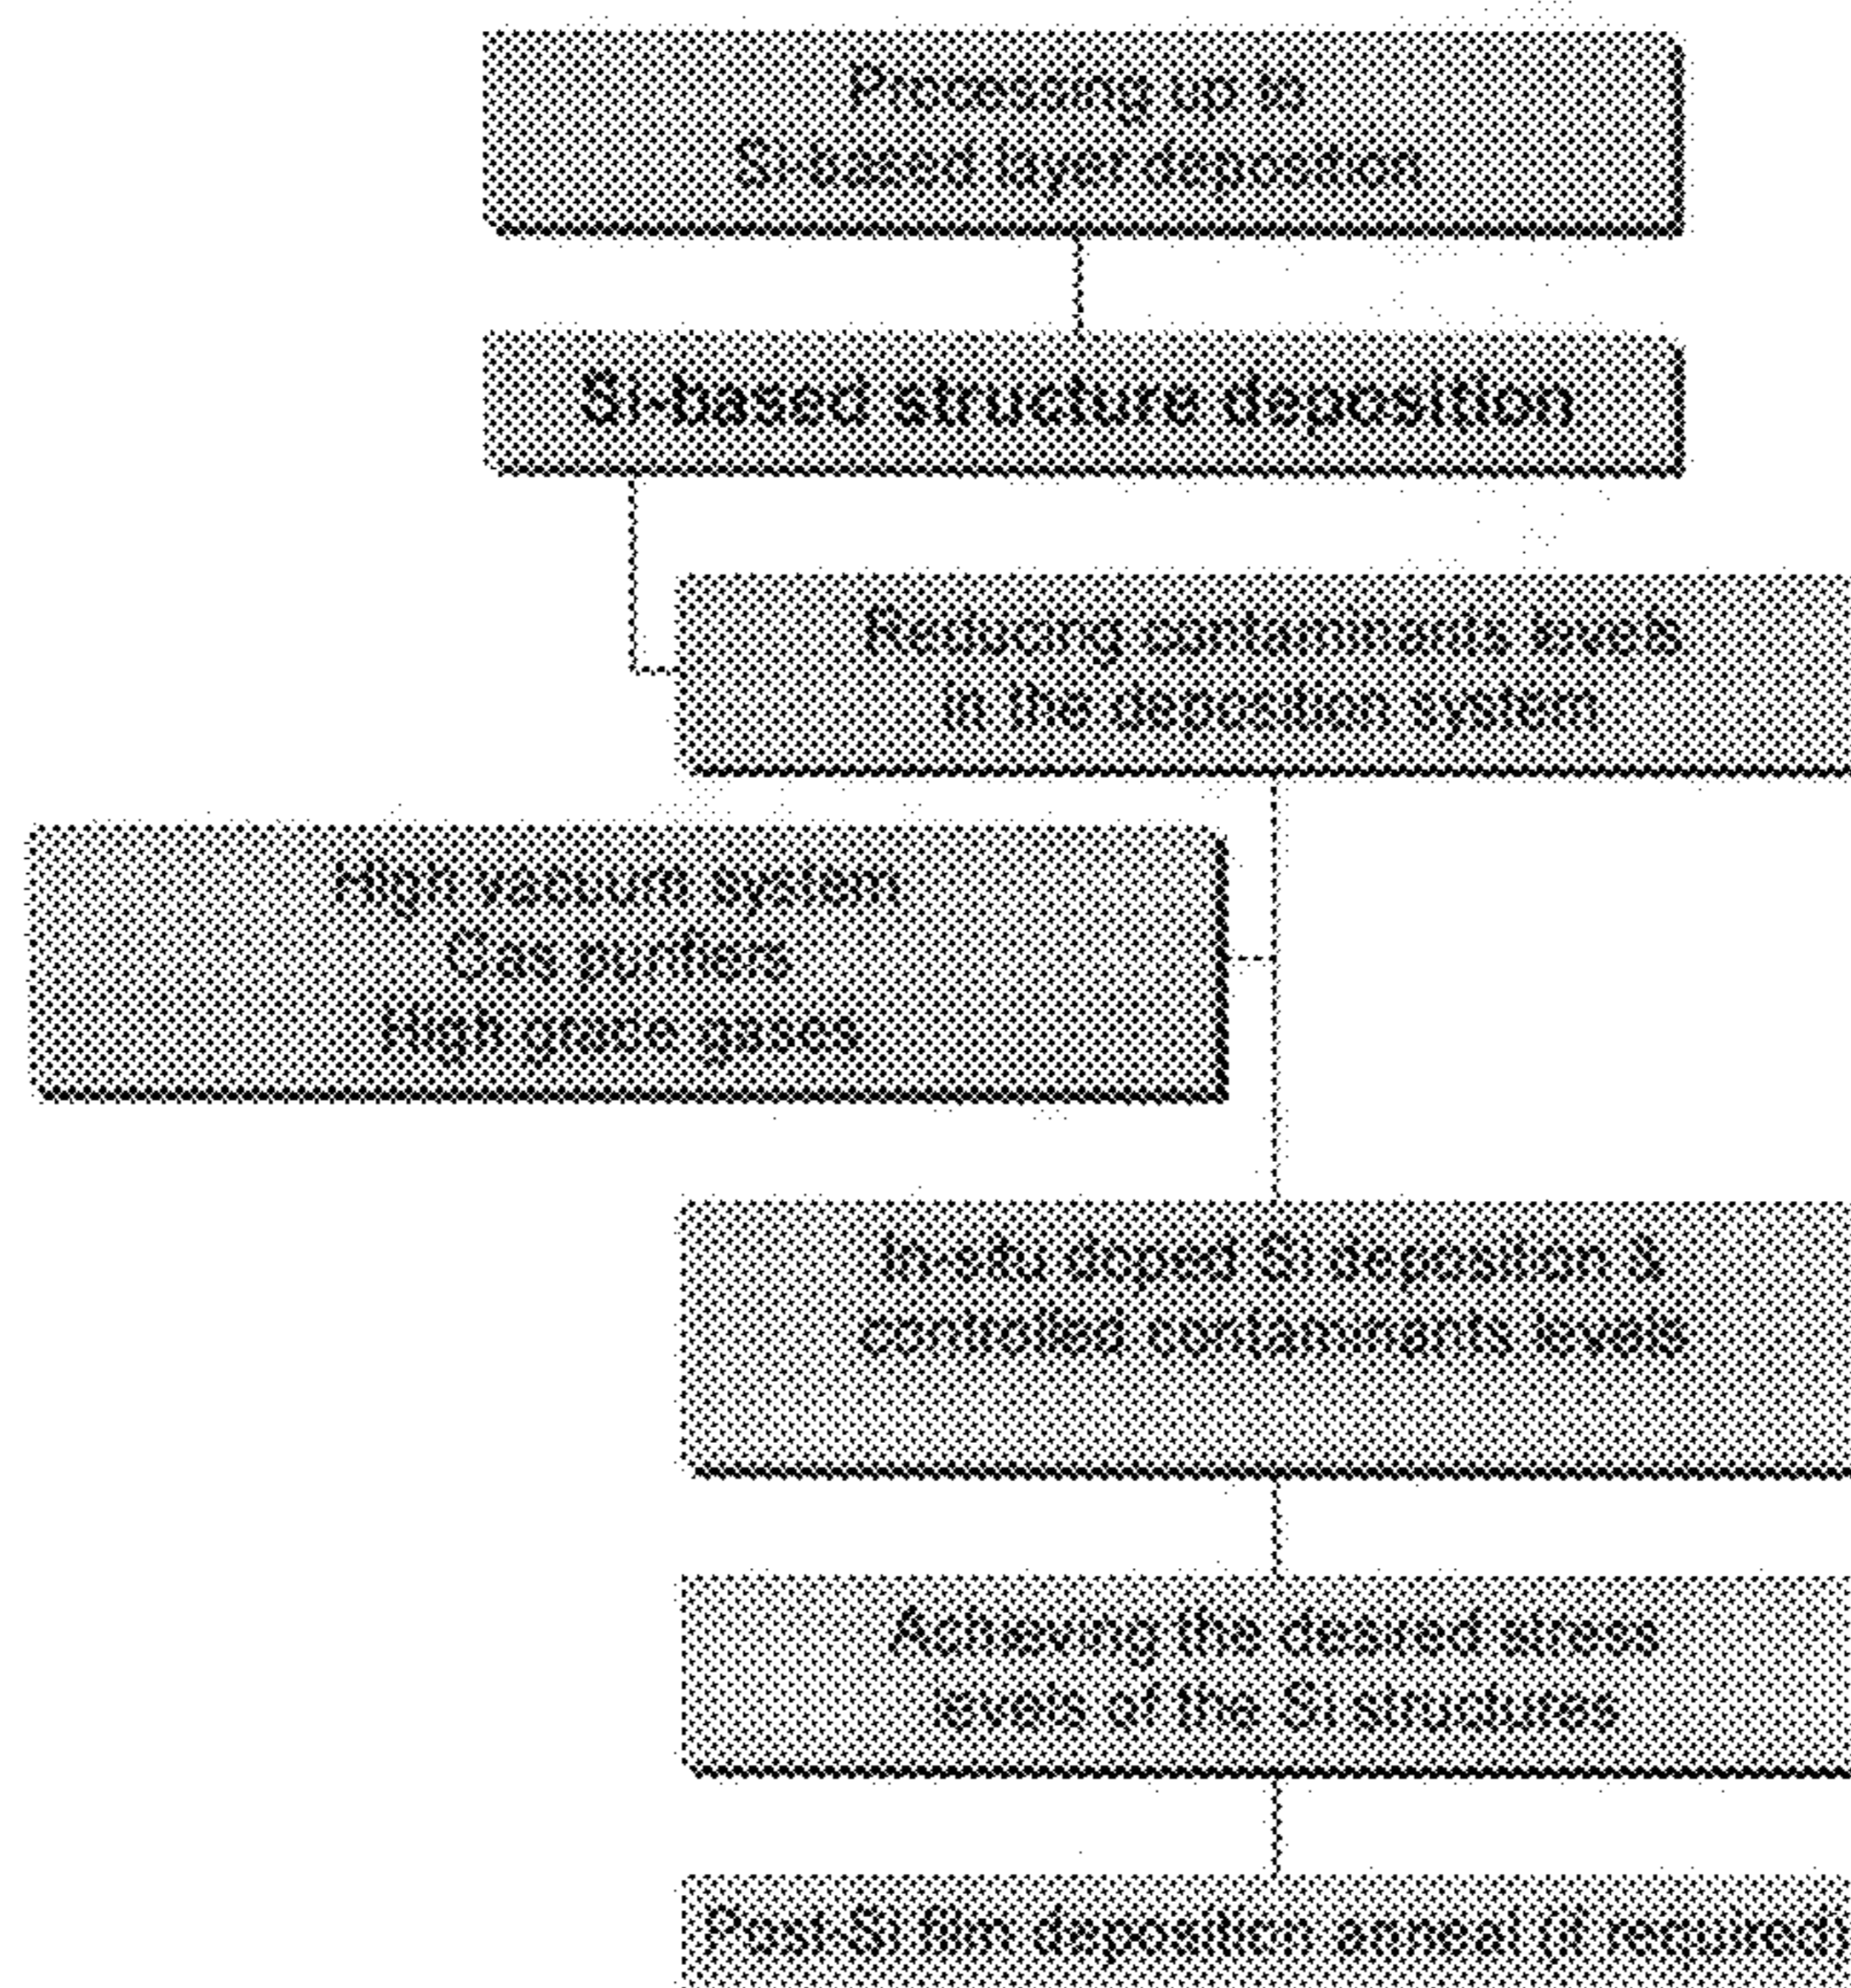 Processing up to
Si-based layer deposition
Si-based structure deposition
Reducing contaminants levels
in the deposition system
High vacuum system
Gas purifiers
High grade gases
In-situ doped Si deposition &
controlled contaminants levels
Achieving the desired stress
levels of the Si structures
Post-Si film deposition anneal (if required)